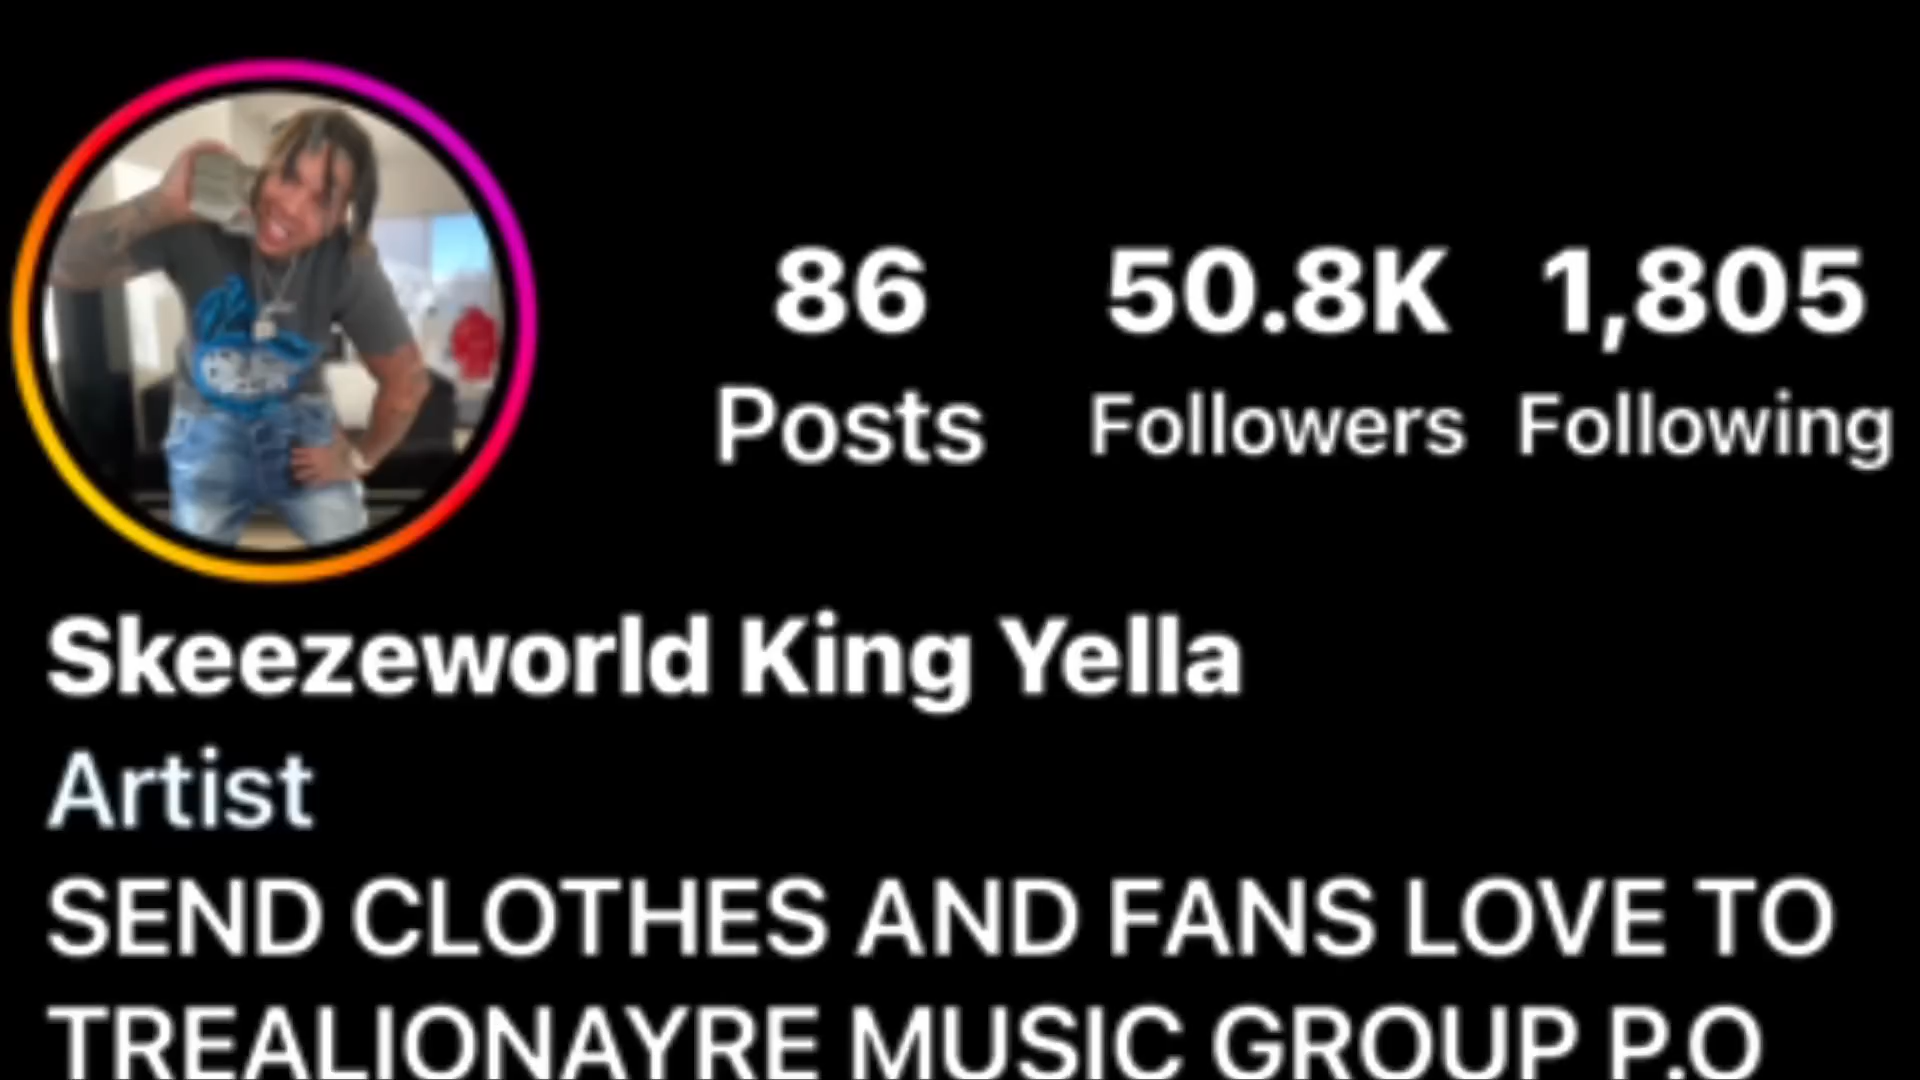 86 50.8K 1,805
Posts Followers Following
Skeezeworld King Yella
Artist
SEND CLOTHES AND FANS LOVE TO
TREALIONAYRE MUSIC GROUP P.O